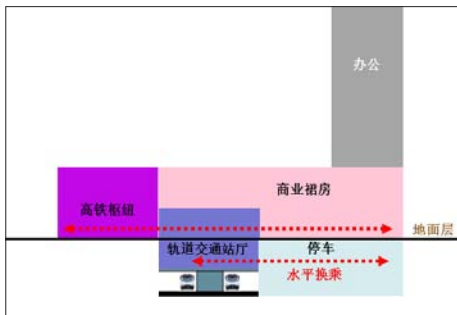 办公
商业裙房
高铁枢纽
地面层
轨道交通站厅
停车
水平换乘